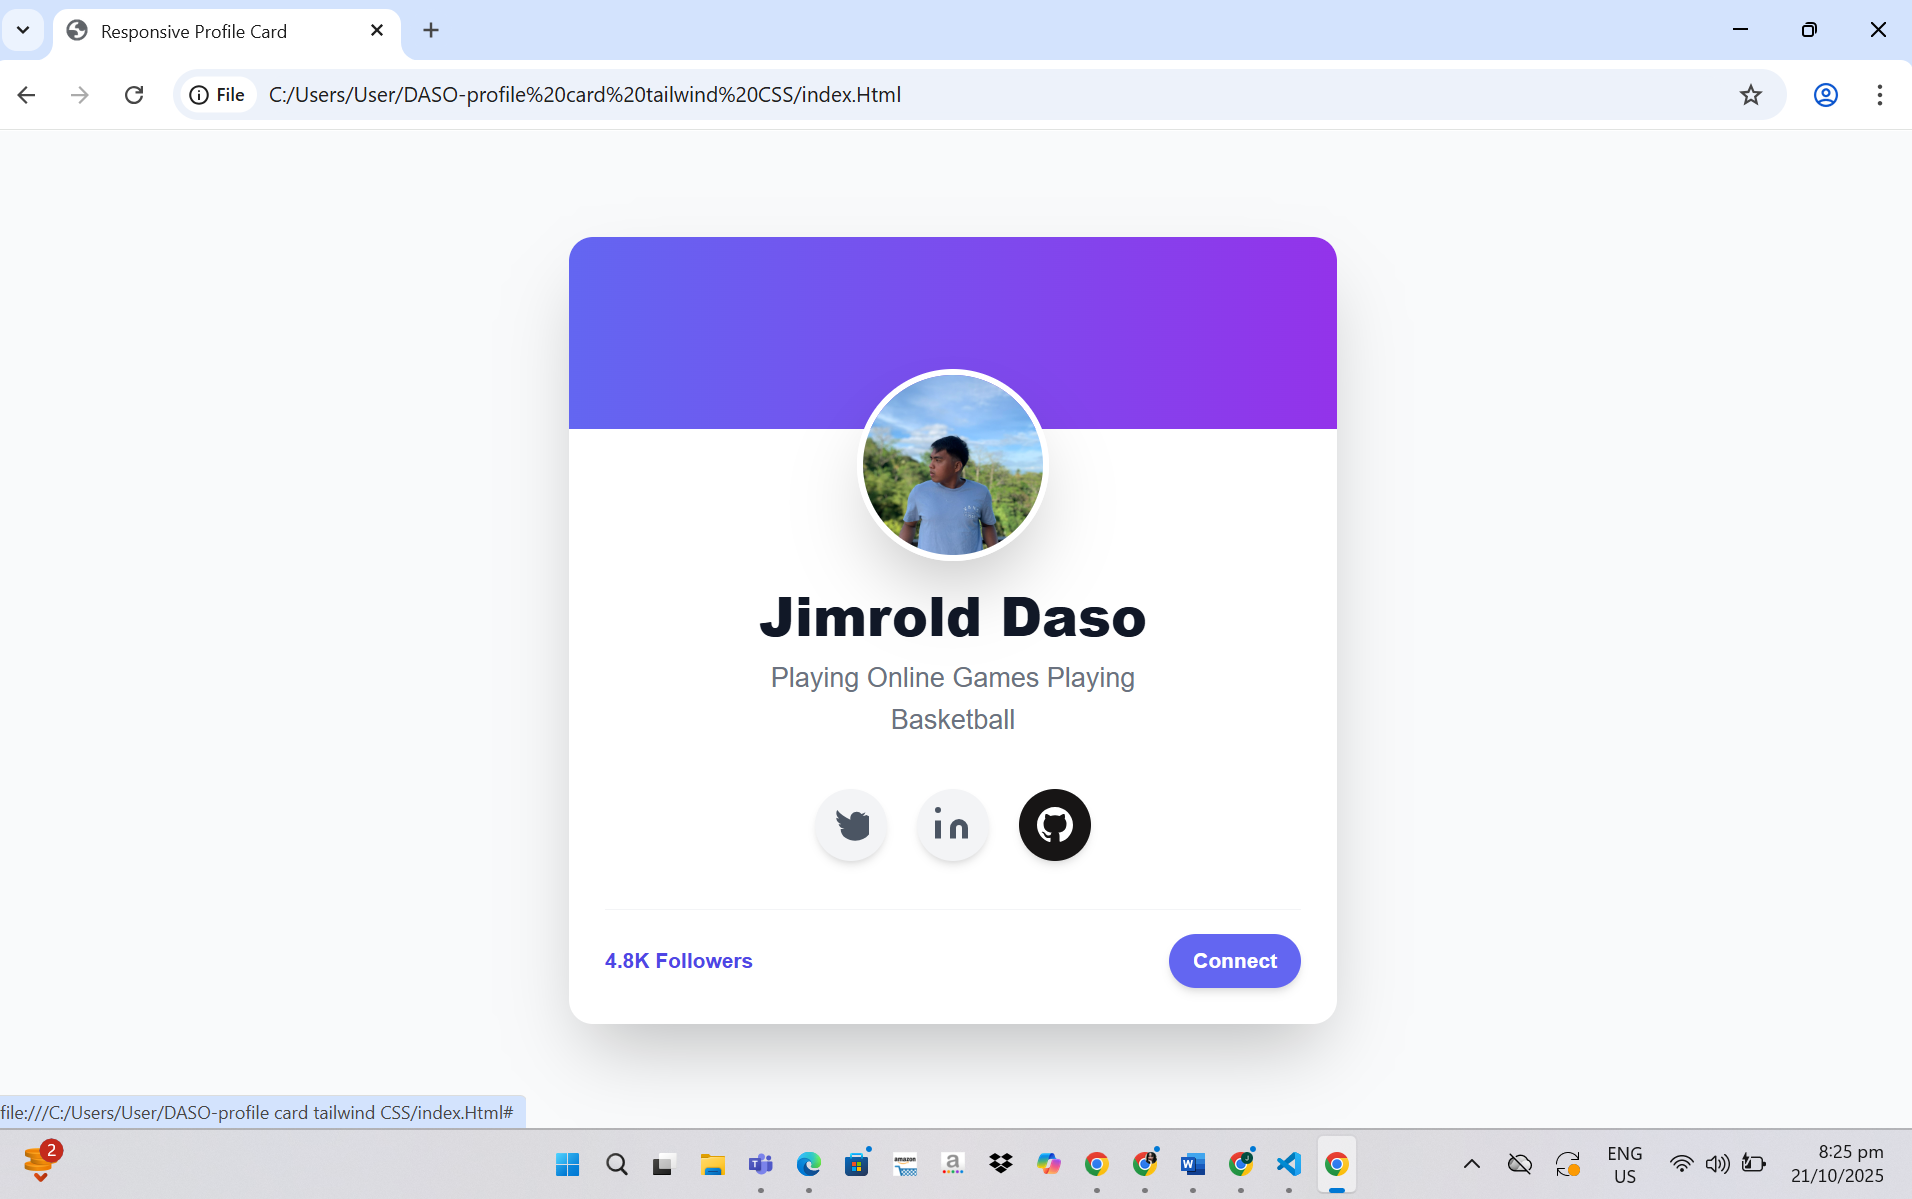 Responsive Profile Card
File
C:/Users/User/DASO-profile%20card%20tailwind%20CSS/index.Html
Jimrold Daso
Playing Online Games Playing
Basketball
in
4.8K Followers
Connect
file:///C:/Users/User/DASO-profile card tailwind CSS/index.Html#
2
amazon
a
W
ENG
US
8:25 pm
21/10/2025